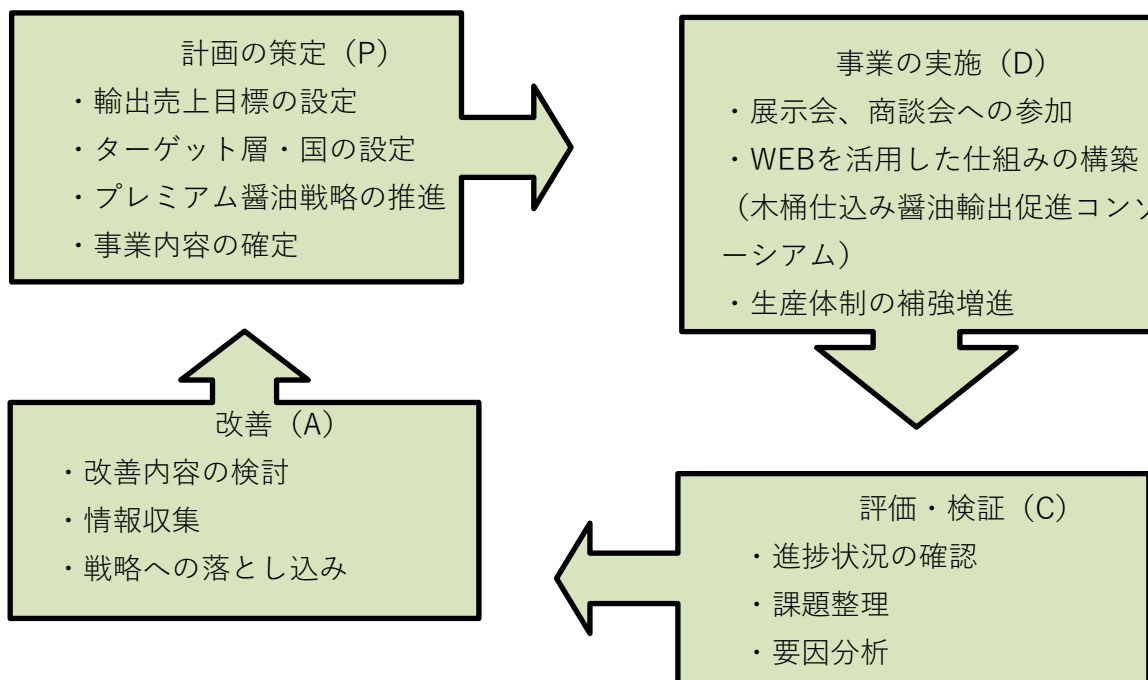 計画の策定（P）
・輸出売上目標の設定
・ターゲット層・国の設定
・プレミアム醤油戦略の推進
・事業内容の確定
事業の実施（D）
・展示会、商談会への参加
・WEBを活用した仕組みの構築
（木桶仕込み醤油輸出促進コンソ
ーシアム）
・生産体制の補強増進
改善（A）
・改善内容の検討
・情報収集
・戦略への落とし込み
評価・検証（C）
・進捗状況の確認
・課題整理
・要因分析